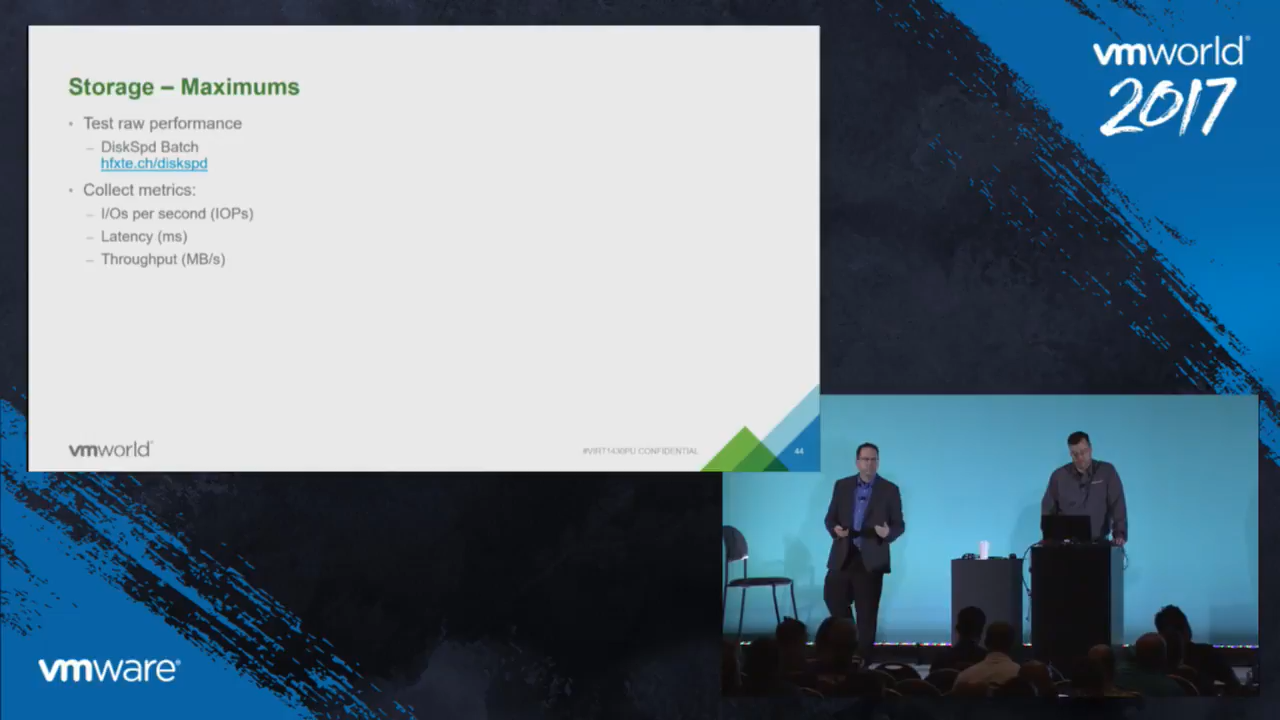 Storage – Maximums
• Test raw performance
– DiskSpd Batch
hfxte.ch/diskspd
• Collect metrics:
– I/Os per second (IOPs)
– Latency (ms)
– Throughput (MB/s)
vmworld®
#VIRT1430PU CONFIDENTIAL
44
vmworld®
2017
vmware®